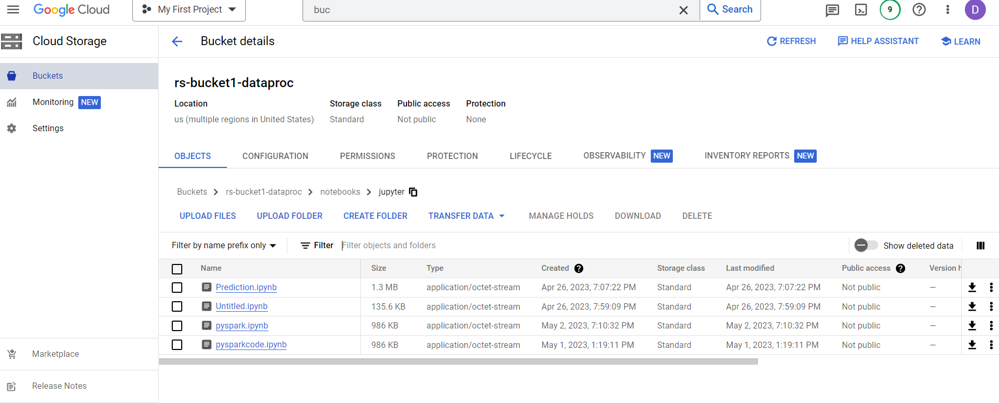 Google Cloud
My First Project
buc
Search
9
D
Cloud Storage
Bucket details
REFRESH
HELP ASSISTANT
LEARN
Buckets
Monitoring NEW
Settings
Marketplace
Release Notes
rs-bucket1-dataproc
Location Storage class Public access Protection
us (multiple regions in United States) Standard Not public None
OBJECTS CONFIGURATION PERMISSIONS PROTECTION LIFECYCLE OBSERVABILITY NEW INVENTORY REPORTS NEW
Buckets > rs-bucket1-dataproc > notebooks > jupyter
UPLOAD FILES UPLOAD FOLDER CREATE FOLDER TRANSFER DATA MANAGE HOLDS DOWNLOAD DELETE
Filter by name prefix only Filter Filter objects and folders Show deleted data
Name Size Type Created Storage class Last modified Public access Version h
Prediction.ipynb 1.3 MB application/octet-stream Apr 26, 2023, 7:07:22 PM Standard Apr 26, 2023, 7:07:22 PM Not public —
Untitled.ipynb 135.6 KB application/octet-stream Apr 26, 2023, 7:59:09 PM Standard Apr 26, 2023, 7:59:09 PM Not public —
pyspark.ipynb 986 KB application/octet-stream May 2, 2023, 7:10:32 PM Standard May 2, 2023, 7:10:32 PM Not public —
pysparkcode.ipynb 986 KB application/octet-stream May 1, 2023, 1:19:11 PM Standard May 1, 2023, 1:19:11 PM Not public —